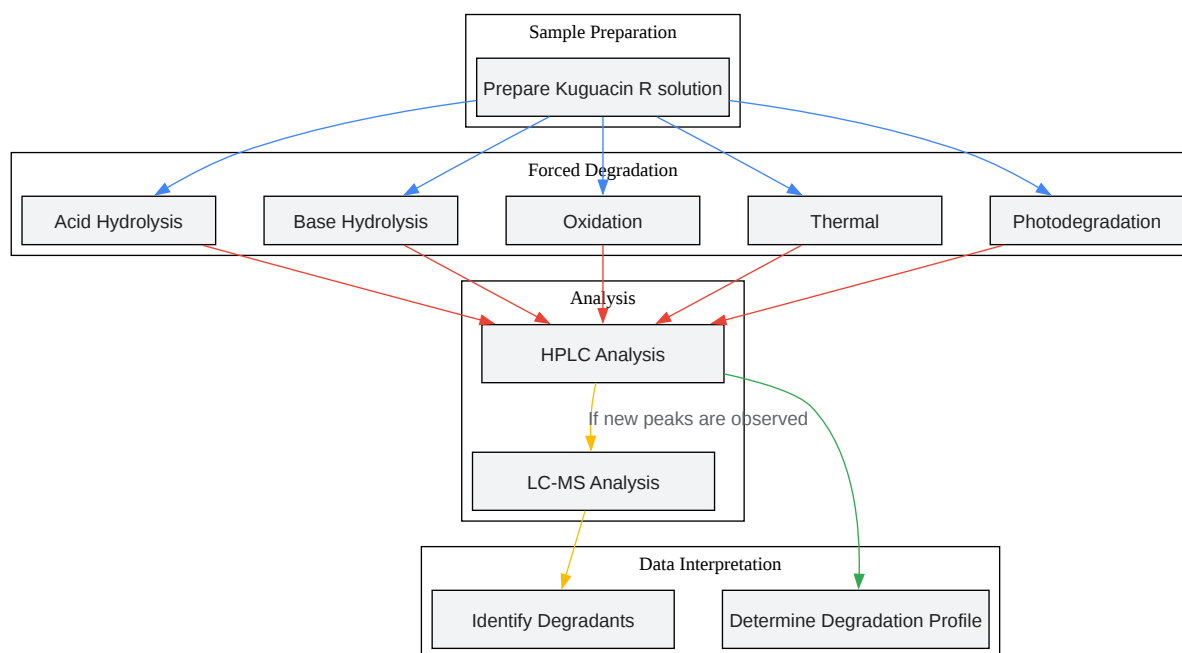 Sample Preparation
Prepare Kuguacin R solution
Forced Degradation
Acid Hydrolysis
Base Hydrolysis
Oxidation
Thermal
Photodegradation
Analysis
HPLC Analysis
If new peaks are observed
LC-MS Analysis
Data Interpretation
Identify Degradants
Determine Degradation Profile